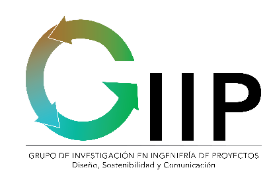 GIIP
GRUPO DE INVESTIGACIÓN EN INGENIERÍA DE PROYECTOS
Diseño, Sostenibilidad y Comunicación